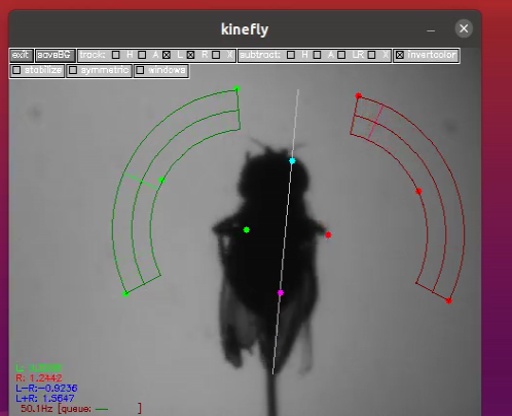 kinefly
exit saveBG track: H A L R X subtract: H A LR X invertcolor
stabilize symmetric windows
R: 1.2442
L-R:-0.9236
L+R: 1.5647
50.1Hz [queue: ]